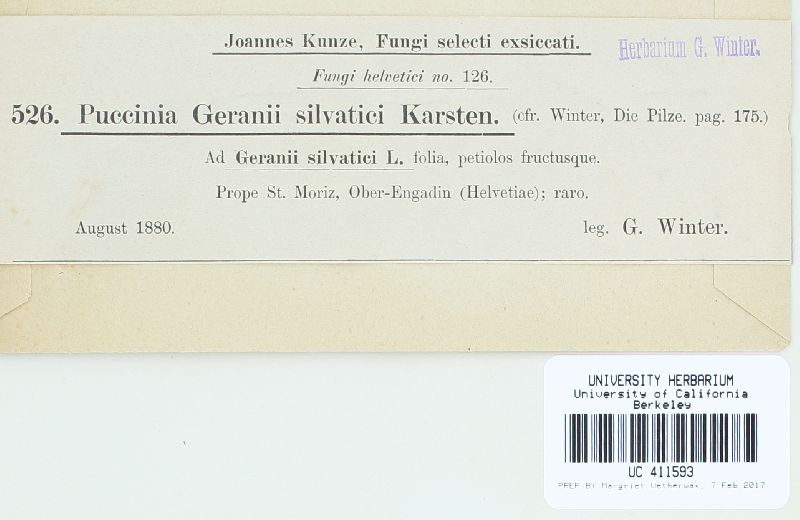 Joannes Kunze, Fungi selecti exsiccati.
Herbarium G. Winter.
Fungi helvetici no. 126.
526. Puccinia Geranii silvatici Karsten. (cfr. Winter, Die Pilze. pag. 175.)
Ad Geranii silvatici L. folia, petiolos fructusque.
Prope St. Moriz, Ober-Engadin (Helvetiae); raro.
August 1880. leg. G. Winter.
UNIVERSITY HERBARIUM
University of California
Berkeley
UC 411593
PREP BY Margriet Wetherwax, 7 Feb 2017